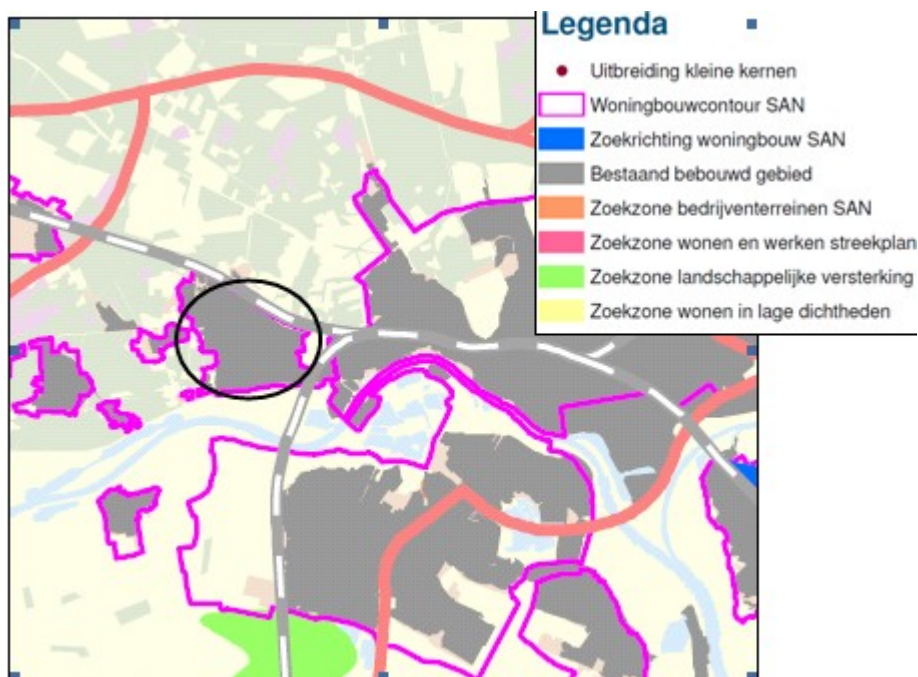 Legenda
Uitbreiding kleine kernen
Woningbouwcontour SAN
Zoekrichting woningbouw SAN
Bestaand bebouwd gebied
Zoekzone bedrijventerreinen SAN
Zoekzone wonen en werken streekplan
Zoekzone landschappelijke versterking
Zoekzone wonen in lage dichtheden